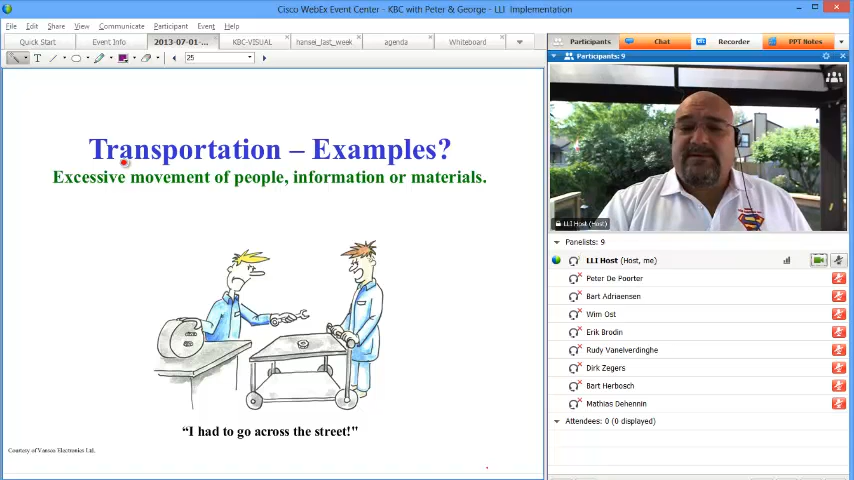 Cisco WebEx Event Center - KBC with Peter & George - LLI Implementation
File Edit Share View Communicate Participant Event Help
Quick Start Event Info 2013-07-01-... KBC-VISUAL hansei_last_week agenda Whiteboard
Participants Chat Recorder PPT Notes
T 25
Participants: 9
Transportation – Examples?
Excessive movement of people, information or materials.
"I had to go across the street!"
Courtesy of Vansco Electronics Ltd.
LLI Host (Host)
Panelists: 9
LLI Host (Host, me)
Peter De Poorter
Bart Adriaensen
Wim Ost
Erik Brodin
Rudy Vanelverdinghe
Dirk Zegers
Bart Herbosch
Mathias Dehennin
Attendees: 0 (0 displayed)